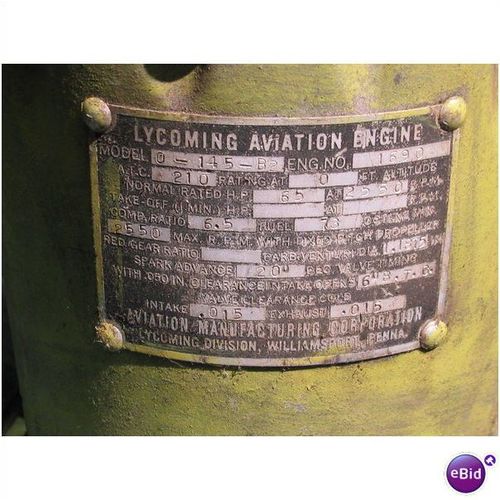 LYCOMING AVIATION ENGINE
MODEL O-145-B2 ENG. NO. 1690
A.T.C. 210 RATING AT 0 FT. ALTITUDE
NORMAL RATED H.P. 65 AT 2550 R.P.M.
TAKE-OFF (1 MIN.) H.P. AT R.P.M.
COMP. RATIO 6.5 FUEL 73 OCTANE MIN.
2550 MAX. R.P.M. WITH FIXED PITCH PROPELLER
RED. GEAR RATIO CARB. VENTURI DIA.
SPARK ADVANCE 20° DEG. VALVE TIMING
WITH CLEARANCE INTAKE OPENS
VALVE CLEARANCE COLD
INTAKE .015 EXHAUST .015
AVIATION MANUFACTURING CORPORATION
LYCOMING DIVISION, WILLIAMSPORT, PENNA.
eBid